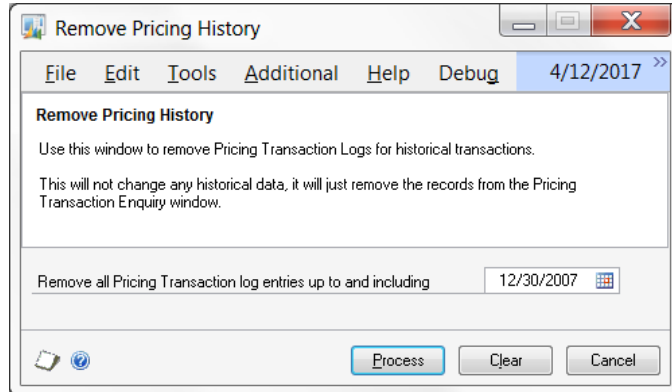 Remove Pricing History
File Edit Tools Additional Help Debug 4/12/2017 »
Remove Pricing History
Use this window to remove Pricing Transaction Logs for historical transactions.
This will not change any historical data, it will just remove the records from the Pricing
Transaction Enquiry window.
Remove all Pricing Transaction log entries up to and including 12/30/2007
Process Clear Cancel